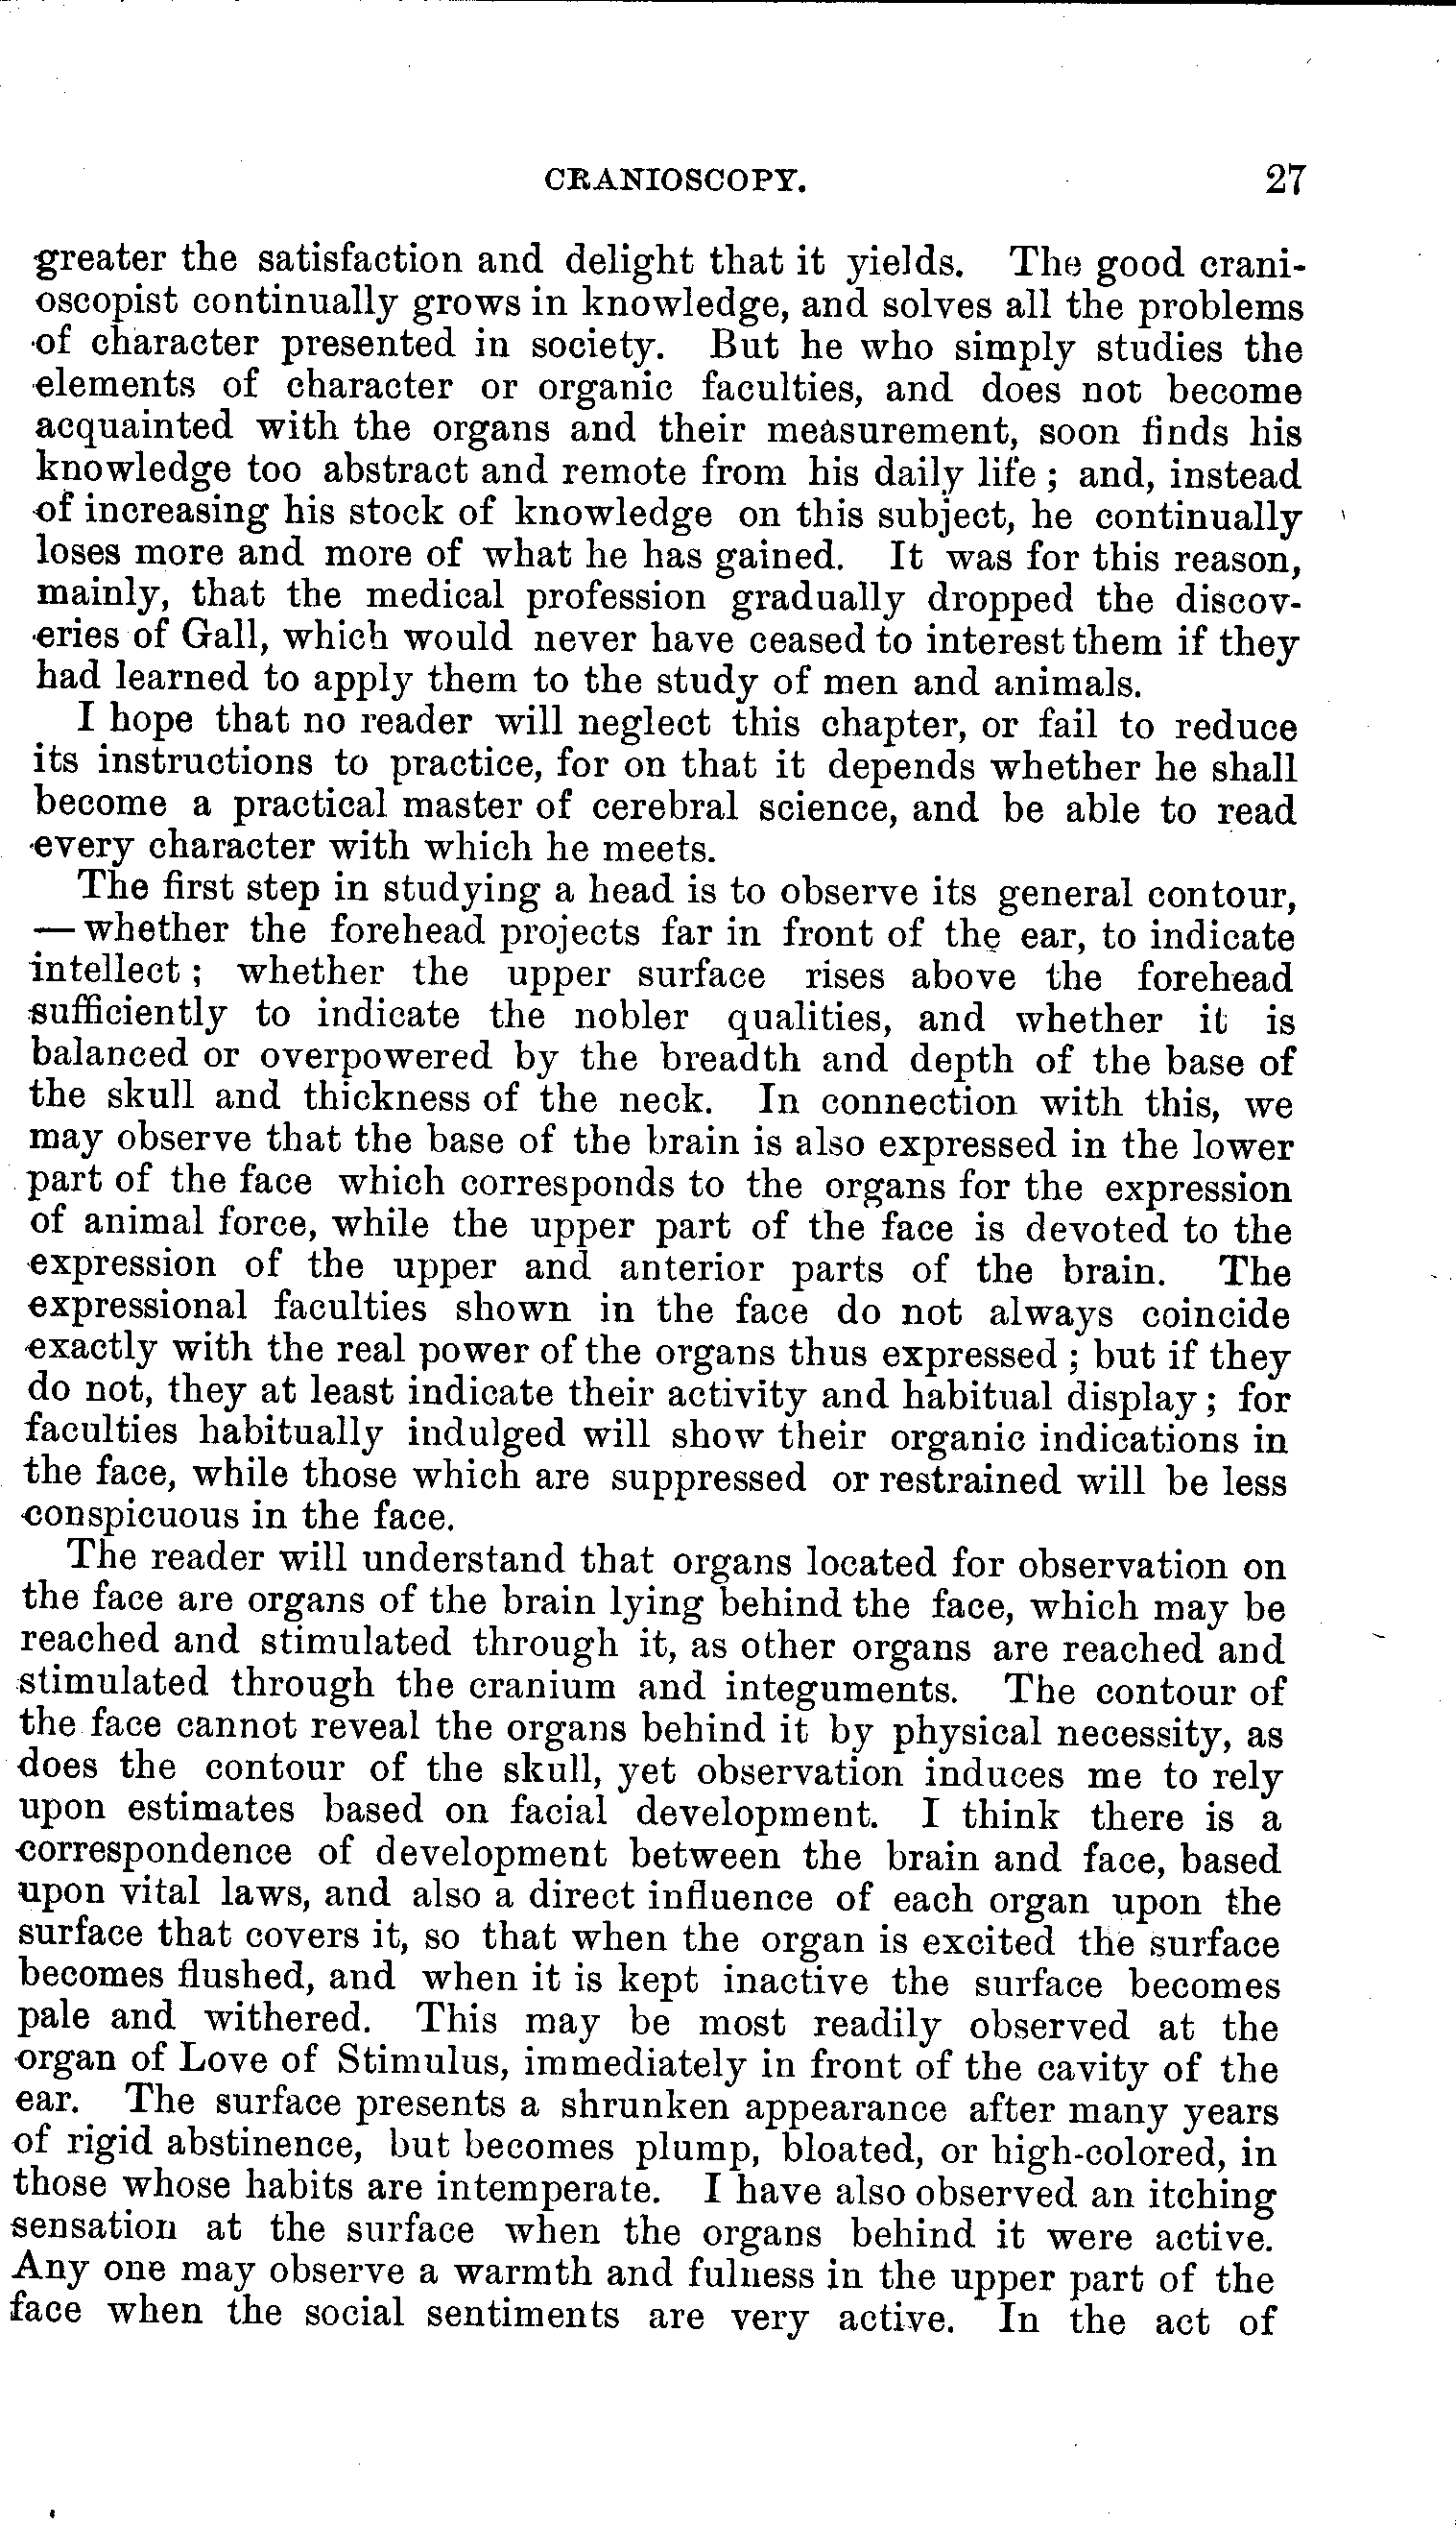 CRANIOSCOPY. 27
greater the satisfaction and delight that it yields. The good crani-
oscopist continually grows in knowledge, and solves all the problems
of character presented in society. But he who simply studies the
elements of character or organic faculties, and does not become
acquainted with the organs and their measurement, soon finds his
knowledge too abstract and remote from his daily life; and, instead
of increasing his stock of knowledge on this subject, he continually
loses more and more of what he has gained. It was for this reason,
mainly, that the medical profession gradually dropped the discov-
eries of Gall, which would never have ceased to interest them if they
had learned to apply them to the study of men and animals.
I hope that no reader will neglect this chapter, or fail to reduce
its instructions to practice, for on that it depends whether he shall
become a practical master of cerebral science, and be able to read
every character with which he meets.
The first step in studying a head is to observe its general contour,
— whether the forehead projects far in front of the ear, to indicate
intellect; whether the upper surface rises above the forehead
sufficiently to indicate the nobler qualities, and whether it is
balanced or overpowered by the breadth and depth of the base of
the skull and thickness of the neck. In connection with this, we
may observe that the base of the brain is also expressed in the lower
part of the face which corresponds to the organs for the expression
of animal force, while the upper part of the face is devoted to the
expression of the upper and anterior parts of the brain. The
expressional faculties shown in the face do not always coincide
exactly with the real power of the organs thus expressed; but if they
do not, they at least indicate their activity and habitual display; for
faculties habitually indulged will show their organic indications in
the face, while those which are suppressed or restrained will be less
conspicuous in the face.
The reader will understand that organs located for observation on
the face are organs of the brain lying behind the face, which may be
reached and stimulated through it, as other organs are reached and
stimulated through the cranium and integuments. The contour of
the face cannot reveal the organs behind it by physical necessity, as
does the contour of the skull, yet observation induces me to rely
upon estimates based on facial development. I think there is a
correspondence of development between the brain and face, based
upon vital laws, and also a direct influence of each organ upon the
surface that covers it, so that when the organ is excited the surface
becomes flushed, and when it is kept inactive the surface becomes
pale and withered. This may be most readily observed at the
organ of Love of Stimulus, immediately in front of the cavity of the
ear. The surface presents a shrunken appearance after many years
of rigid abstinence, but becomes plump, bloated, or high-colored, in
those whose habits are intemperate. I have also observed an itching
sensation at the surface when the organs behind it were active.
Any one may observe a warmth and fulness in the upper part of the
face when the social sentiments are very active. In the act of